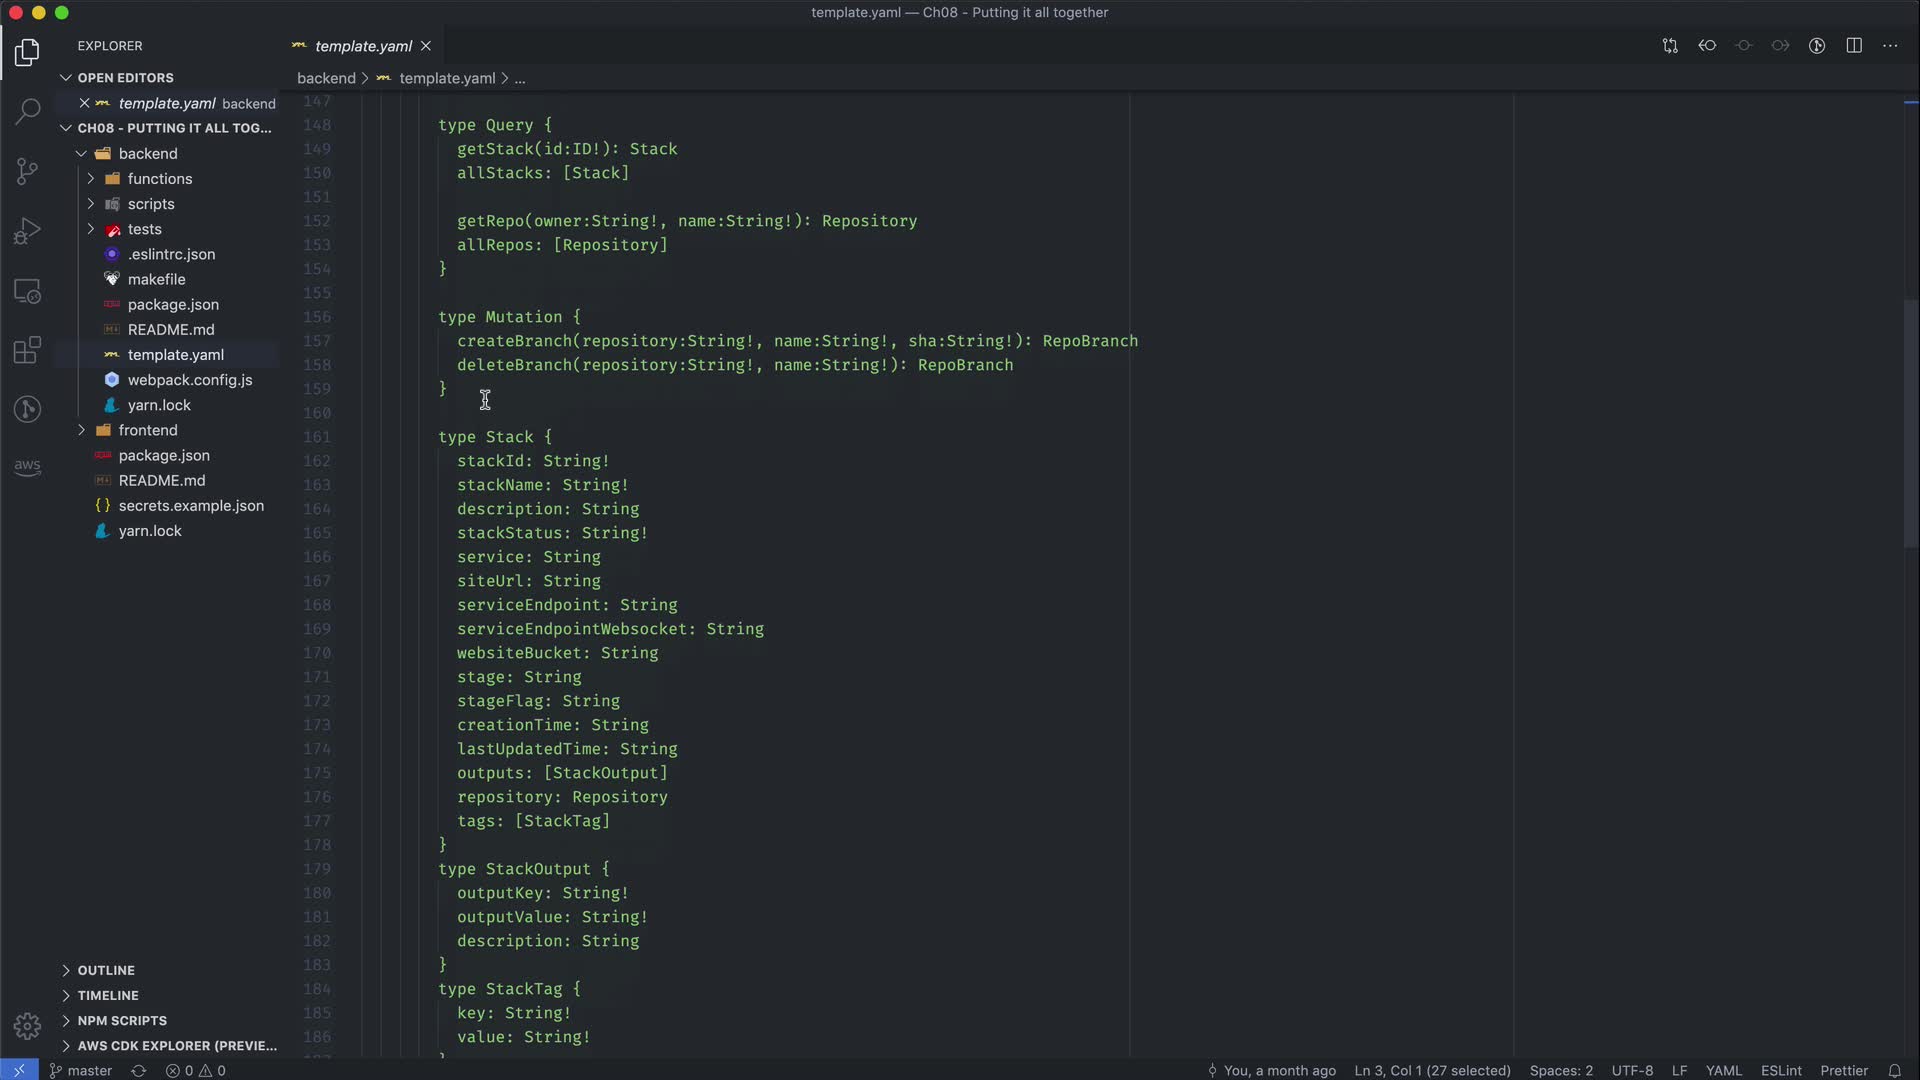 template.yaml — Ch08 - Putting it all together
EXPLORER
OPEN EDITORS
template.yaml backend
CH08 - PUTTING IT ALL TOG...
backend
functions
scripts
tests
.eslintrc.json
makefile
package.json
README.md
template.yaml
webpack.config.js
yarn.lock
frontend
package.json
README.md
secrets.example.json
yarn.lock
OUTLINE
TIMELINE
NPM SCRIPTS
AWS CDK EXPLORER (PREVIE...
aws
template.yaml
backend > template.yaml > ...
147
148 type Query {
149 getStack(id:ID!): Stack
150 allStacks: [Stack]
151
152 getRepo(owner:String!, name:String!): Repository
153 allRepos: [Repository]
154 }
155
156 type Mutation {
157 createBranch(repository:String!, name:String!, sha:String!): RepoBranch
158 deleteBranch(repository:String!, name:String!): RepoBranch
159 }
160
161 type Stack {
162 stackId: String!
163 stackName: String!
164 description: String
165 stackStatus: String!
166 service: String
167 siteUrl: String
168 serviceEndpoint: String
169 serviceEndpointWebsocket: String
170 websiteBucket: String
171 stage: String
172 stageFlag: String
173 creationTime: String
174 lastUpdatedTime: String
175 outputs: [StackOutput]
176 repository: Repository
177 tags: [StackTag]
178 }
179 type StackOutput {
180 outputKey: String!
181 outputValue: String!
182 description: String
183 }
184 type StackTag {
185 key: String!
186 value: String!
master 0 0 You, a month ago Ln 3, Col 1 (27 selected) Spaces: 2 UTF-8 LF YAML ESLint Prettier